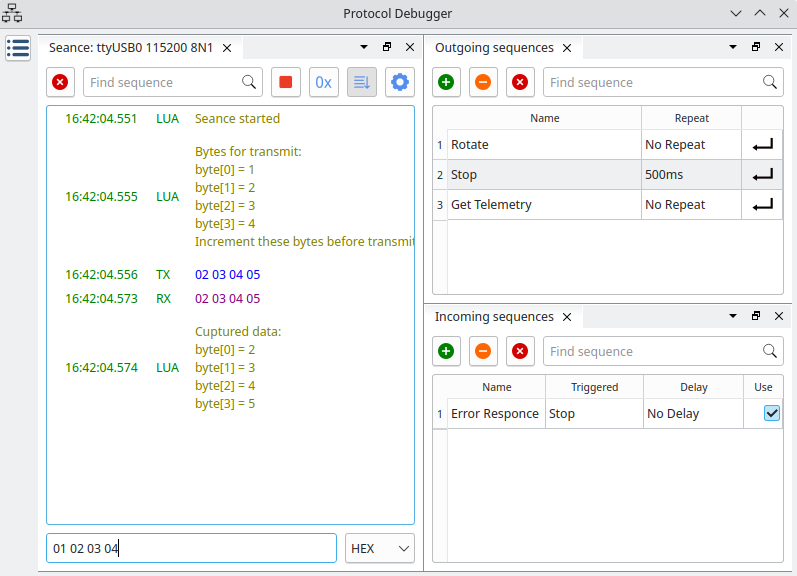 Protocol Debugger
Seance: ttyUSB0 115200 8N1
Find sequence
0x
16:42:04.551 LUA Seance started
Bytes for transmit:
byte[0] = 1
byte[1] = 2
16:42:04.555 LUA byte[2] = 3
byte[3] = 4
Increment these bytes before transmit
16:42:04.556 TX 02 03 04 05
16:42:04.573 RX 02 03 04 05
Cuptured data:
byte[0] = 2
16:42:04.574 LUA byte[1] = 3
byte[2] = 4
byte[3] = 5
01 02 03 04 HEX
Outgoing sequences
Find sequence
Name Repeat
1 Rotate No Repeat
2 Stop 500ms
3 Get Telemetry No Repeat
Incoming sequences
Find sequence
Name Triggered Delay Use
1 Error Responce Stop No Delay